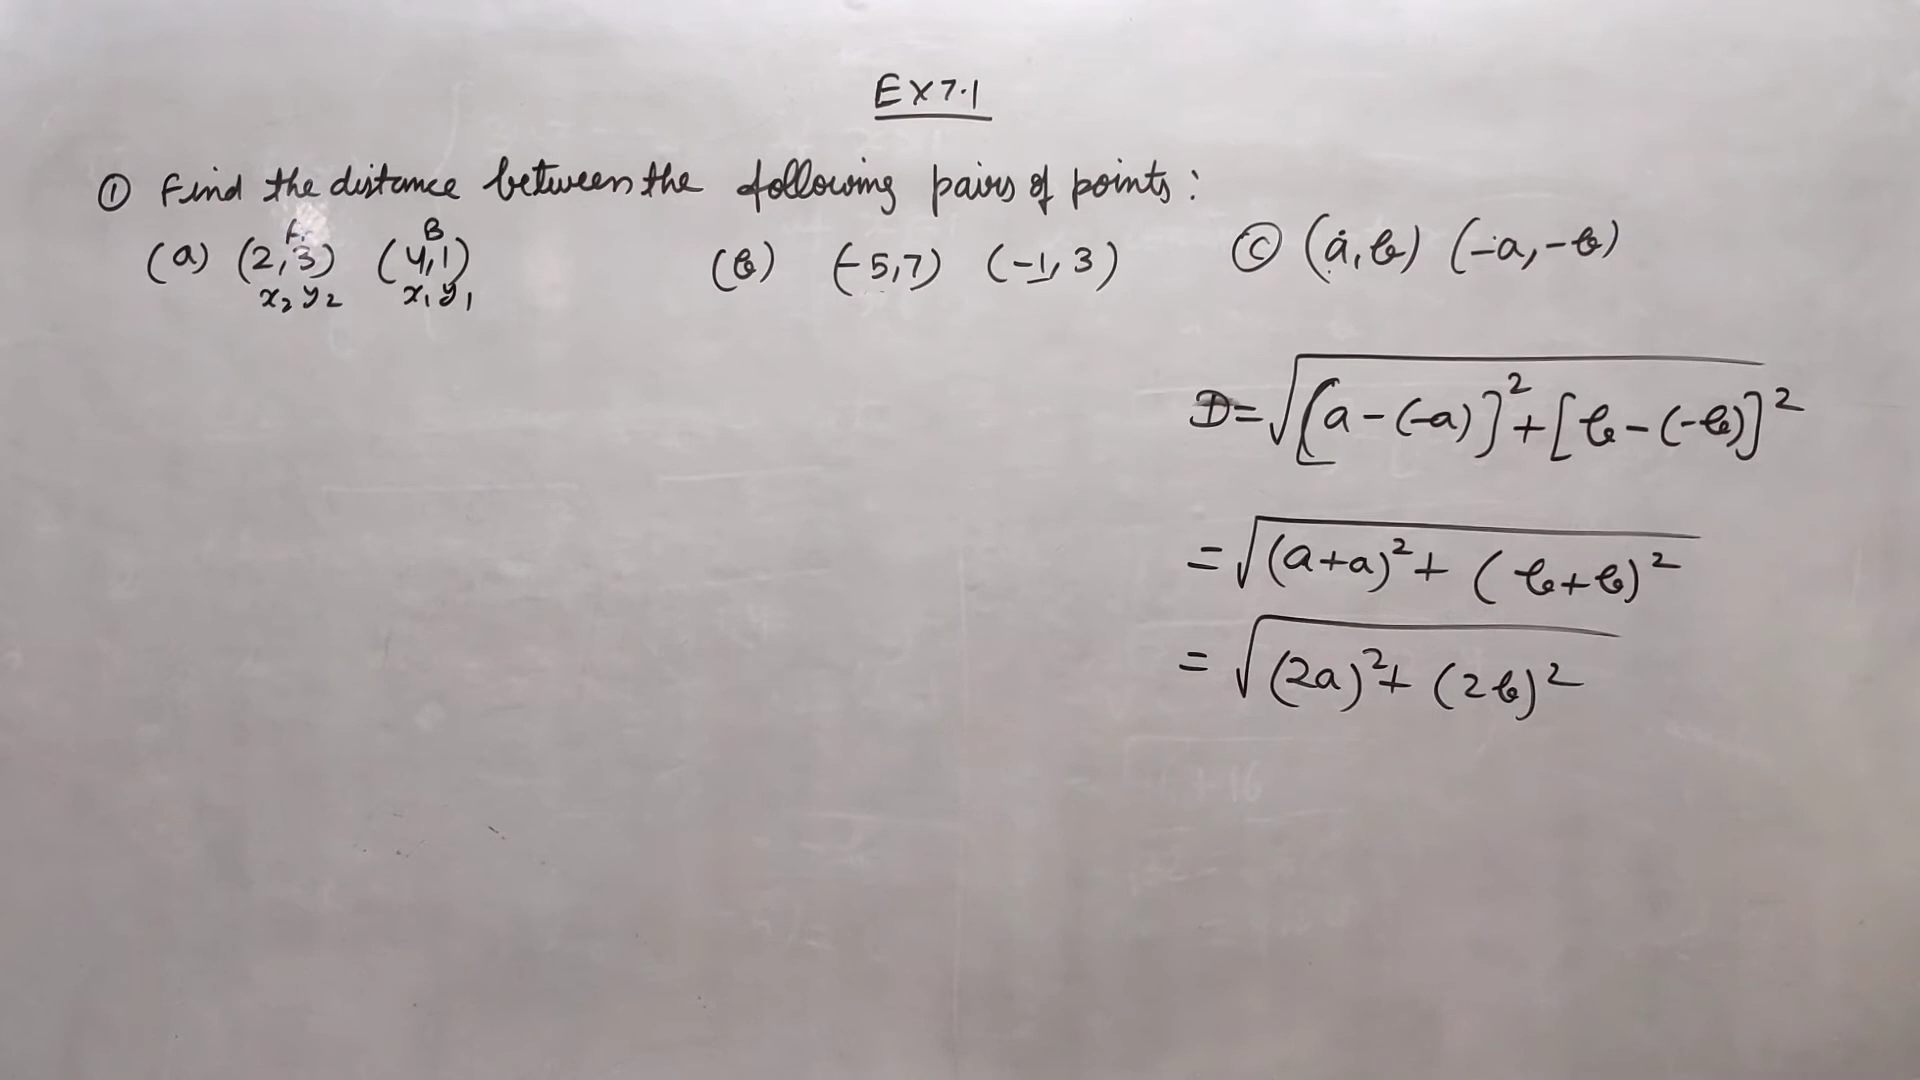 EX 7.1
① Find the distance between the following pairs of points :
A B
(a) (2,3) (4,1) (b) (-5,7) (-1,3) ⓒ (a,b) (-a,-b)
x₂ y₂ x₁ y₁
D=√[a-(-a)]²+[b-(-b)]²
=√(a+a)²+(b+b)²
=√(2a)²+(2b)²